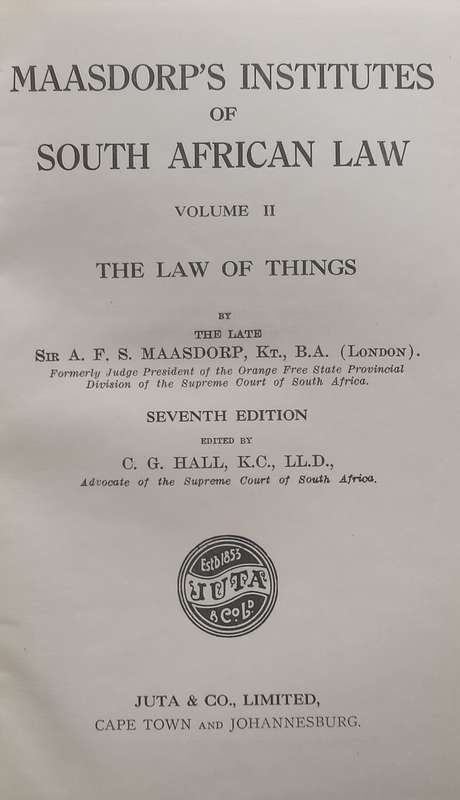 MAASDORP'S INSTITUTES
OF
SOUTH AFRICAN LAW
VOLUME II
THE LAW OF THINGS
BY
THE LATE
SIR A. F. S. MAASDORP, KT., B.A. (LONDON).
Formerly Judge President of the Orange Free State Provincial
Division of the Supreme Court of South Africa.
SEVENTH EDITION
EDITED BY
C. G. HALL, K.C., LL.D.,
Advocate of the Supreme Court of South Africa.
Estb 1853
JUTA
& Co. LD.
JUTA & CO., LIMITED,
CAPE TOWN AND JOHANNESBURG.